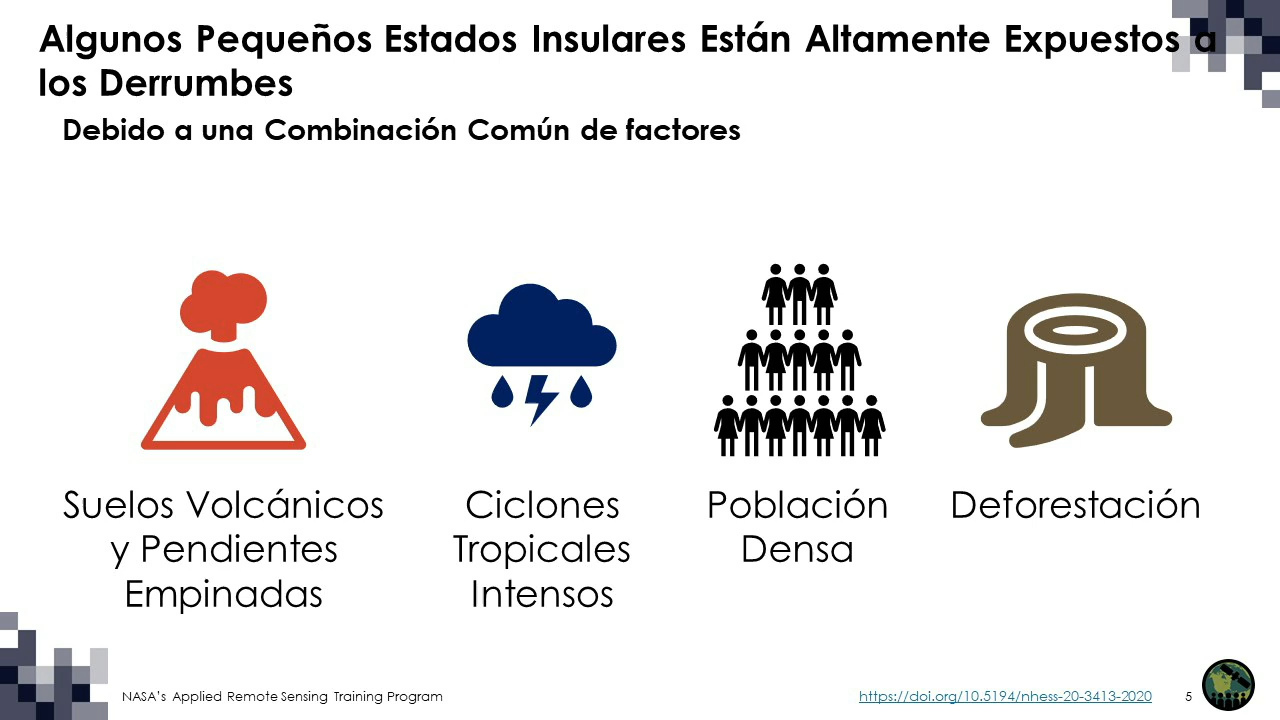 Algunos Pequeños Estados Insulares Están Altamente Expuestos a
los Derrumbes
Debido a una Combinación Común de factores
Suelos Volcánicos
y Pendientes
Empinadas
Ciclones
Tropicales
Intensos
Población
Densa
Deforestación
NASA's Applied Remote Sensing Training Program
https://doi.org/10.5194/nhess-20-3413-2020
5